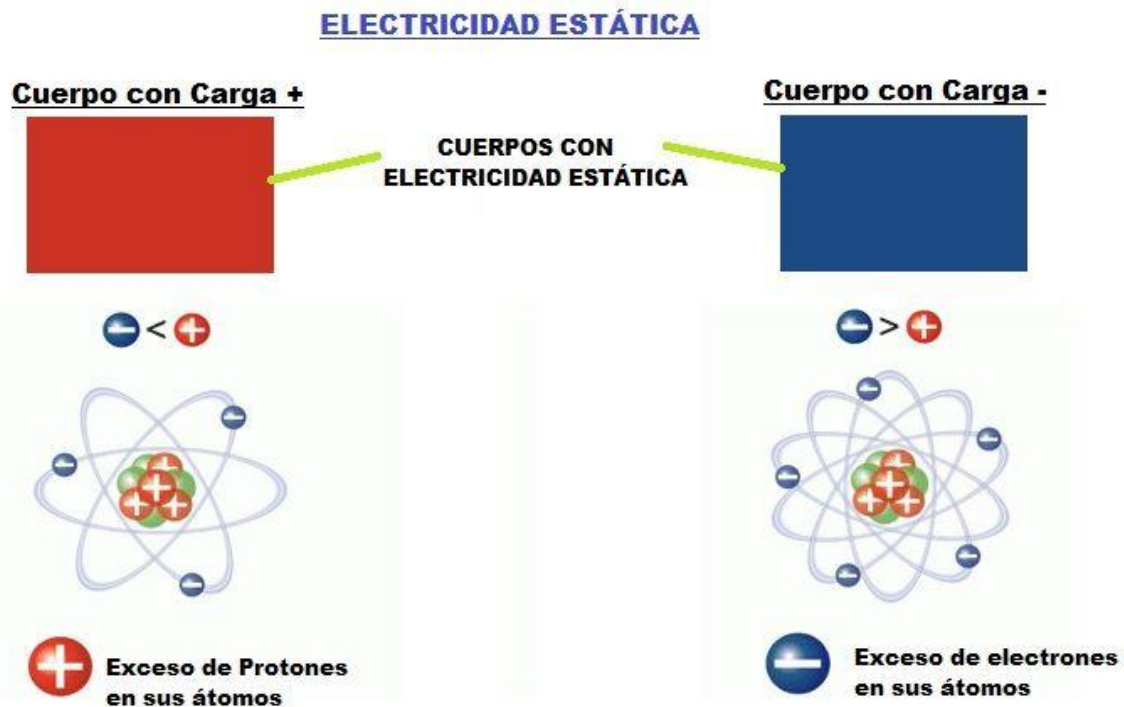 ELECTRICIDAD ESTÁTICA
Cuerpo con Carga +
Cuerpo con Carga -
CUERPOS CON
ELECTRICIDAD ESTÁTICA
- < +
- > +
Exceso de Protones
en sus átomos
Exceso de electrones
en sus átomos